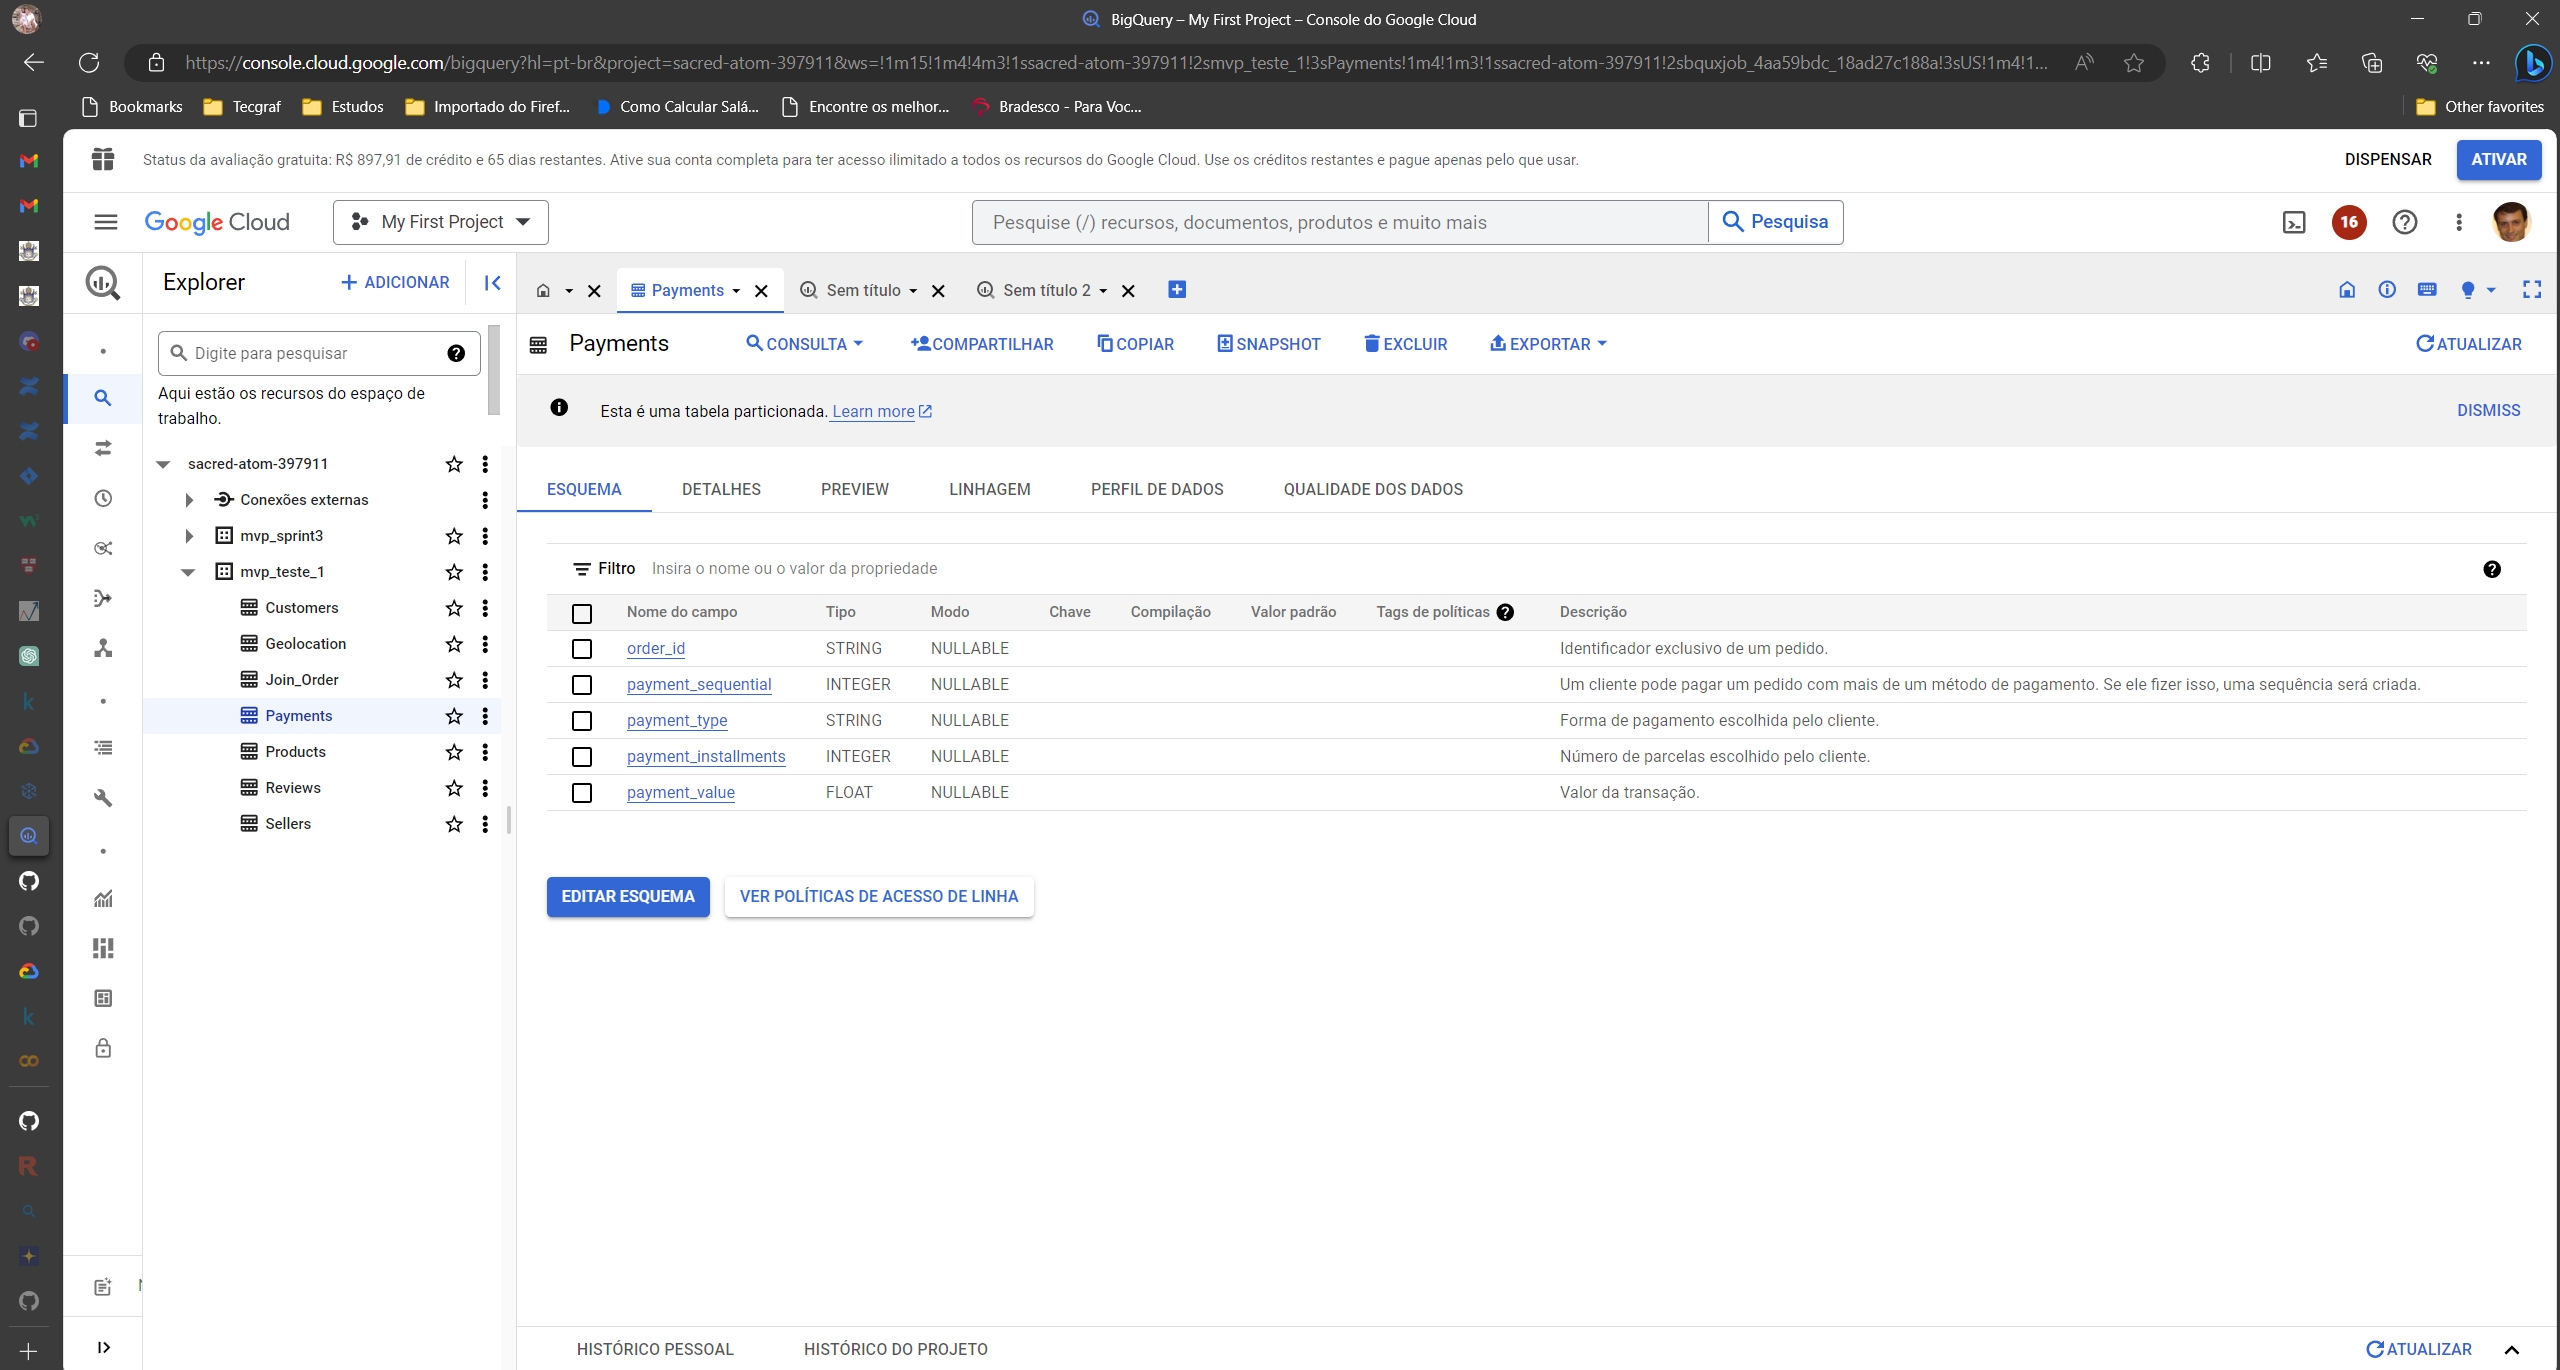 BigQuery – My First Project – Console do Google Cloud
https://console.cloud.google.com/bigquery?hl=pt-br&project=sacred-atom-397911&ws=!1m15!1m4!4m3!1ssacred-atom-397911!2smvp_teste_1!3sPayments!1m4!1m3!1ssacred-atom-397911!2sbquxjob_4aa59bdc_18ad27c188a!3sUS!1m4!1...
Bookmarks Tecgraf Estudos Importado do Firef... Como Calcular Salá... Encontre os melhor... Bradesco - Para Voc... Other favorites
Status da avaliação gratuita: R$ 897,91 de crédito e 65 dias restantes. Ative sua conta completa para ter acesso ilimitado a todos os recursos do Google Cloud. Use os créditos restantes e pague apenas pelo que usar. DISPENSAR ATIVAR
Google Cloud My First Project Pesquise (/) recursos, documentos, produtos e muito mais Pesquisa 16
Explorer + ADICIONAR
Payments Sem título Sem título 2
Digite para pesquisar
Aqui estão os recursos do espaço de
trabalho.
sacred-atom-397911
Conexões externas
mvp_sprint3
mvp_teste_1
Customers
Geolocation
Join_Order
Payments
Products
Reviews
Sellers
Payments CONSULTA COMPARTILHAR COPIAR SNAPSHOT EXCLUIR EXPORTAR ATUALIZAR
Esta é uma tabela particionada. Learn more DISMISS
ESQUEMA DETALHES PREVIEW LINHAGEM PERFIL DE DADOS QUALIDADE DOS DADOS
Filtro Insira o nome ou o valor da propriedade
Nome do campo Tipo Modo Chave Compilação Valor padrão Tags de políticas Descrição
order_id STRING NULLABLE Identificador exclusivo de um pedido.
payment_sequential INTEGER NULLABLE Um cliente pode pagar um pedido com mais de um método de pagamento. Se ele fizer isso, uma sequência será criada.
payment_type STRING NULLABLE Forma de pagamento escolhida pelo cliente.
payment_installments INTEGER NULLABLE Número de parcelas escolhido pelo cliente.
payment_value FLOAT NULLABLE Valor da transação.
EDITAR ESQUEMA VER POLÍTICAS DE ACESSO DE LINHA
HISTÓRICO PESSOAL HISTÓRICO DO PROJETO ATUALIZAR